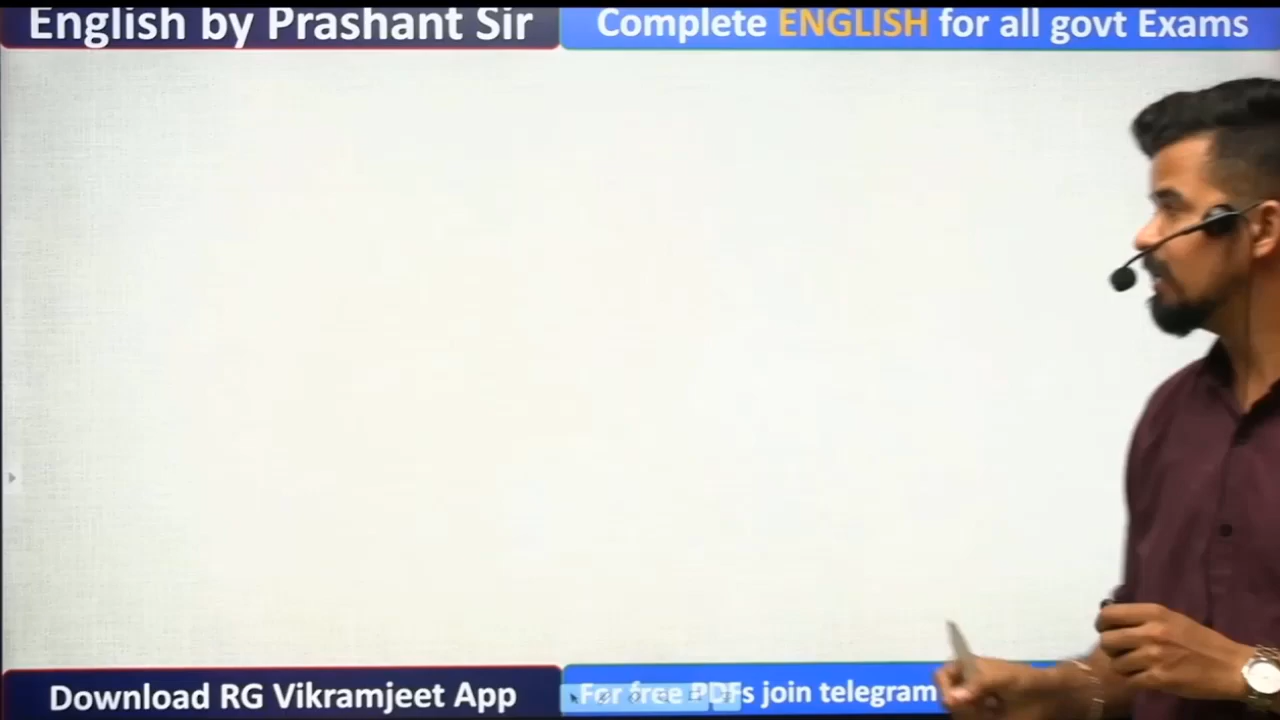 English by Prashant Sir
Complete ENGLISH for all govt Exams
Download RG Vikramjeet App
For free PDFs join telegram